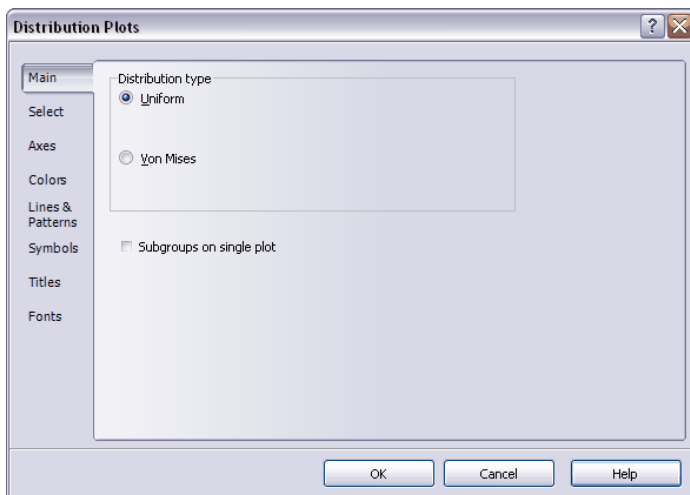 Distribution Plots
?
Main
Select
Axes
Colors
Lines &
Patterns
Symbols
Titles
Fonts
Distribution type
Uniform
Von Mises
Subgroups on single plot
OK
Cancel
Help